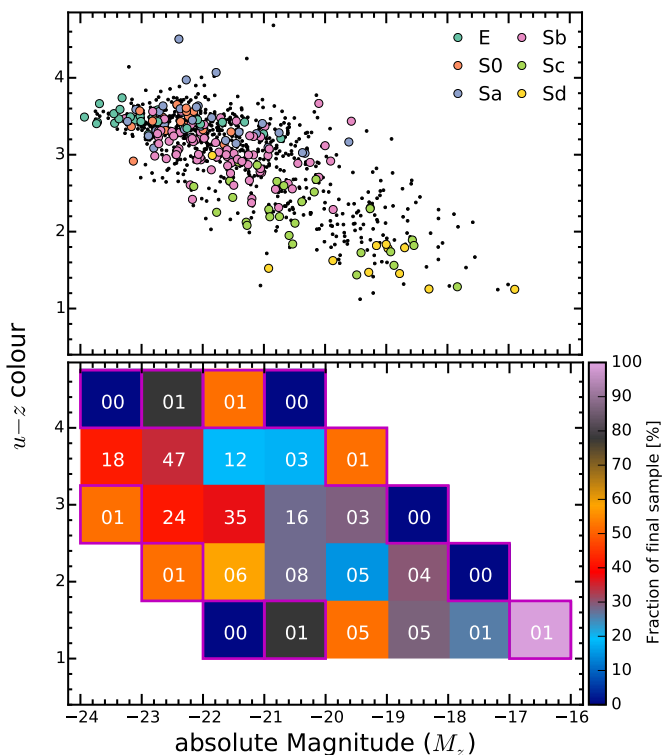 E Sb
S0 Sc
Sa Sd
4
3
2
1
u−z colour
00 01 01 00
18 47 12 03 01
01 24 35 16 03 00
01 06 08 05 04 00
00 01 05 05 01 01
4
3
2
1
−24 −23 −22 −21 −20 −19 −18 −17 −16
absolute Magnitude (M_z)
100
90
80
70
60
50
40
30
20
10
0
Fraction of final sample [%]